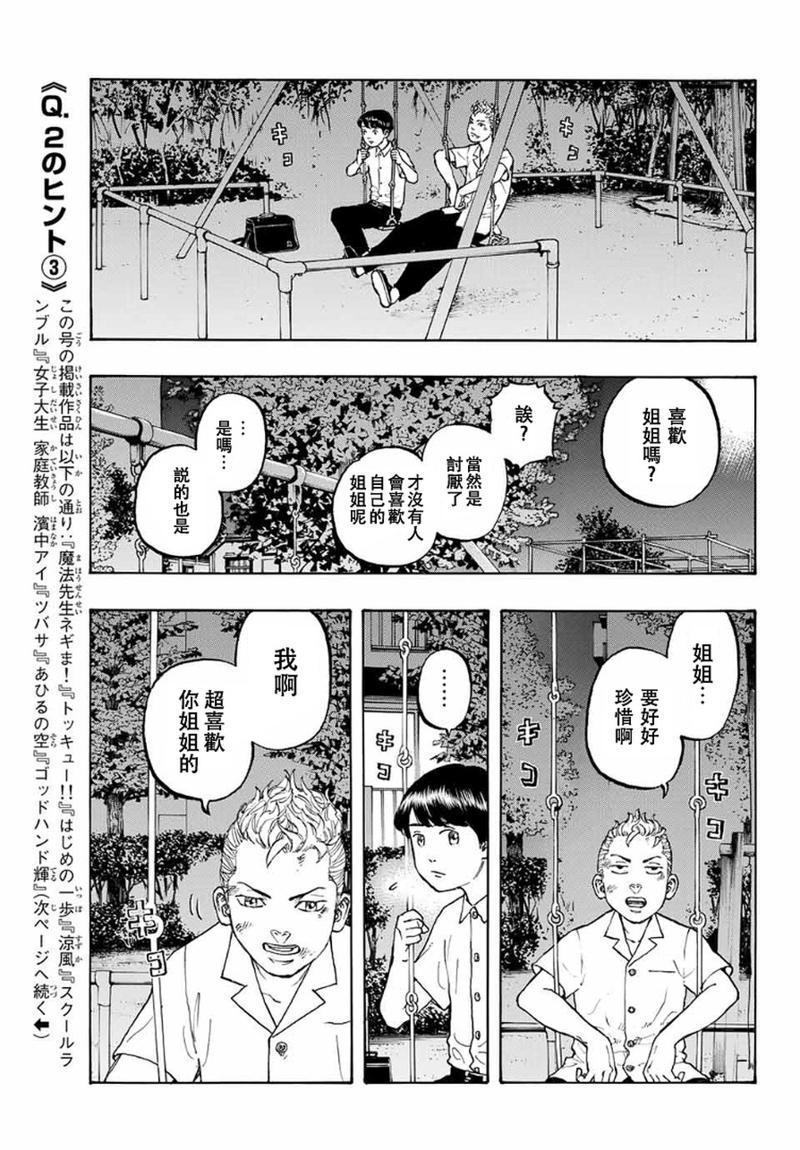 キコ
キコ
喜歡
姐姐嗎?
誒?
當然是
討厭了
才沒有人
會喜歡
自己的
姐姐呢
…
是嗎…
説的也是
姐姐…
要好好
珍惜啊
キコ
キコ
……
我啊
超喜歡
你姐姐的
キコ
《Q.2のヒント③》
この号の掲載作品は以下の通り:『魔法先生ネギま!』『トッキュー!!』『はじめの一歩』『涼風』『スクールラ
ンブル』『女子大生 家庭教師 濱中アイ』『ツバサ』『あひるの空』『ゴッドハンド輝』(次ページへ続く⬅)